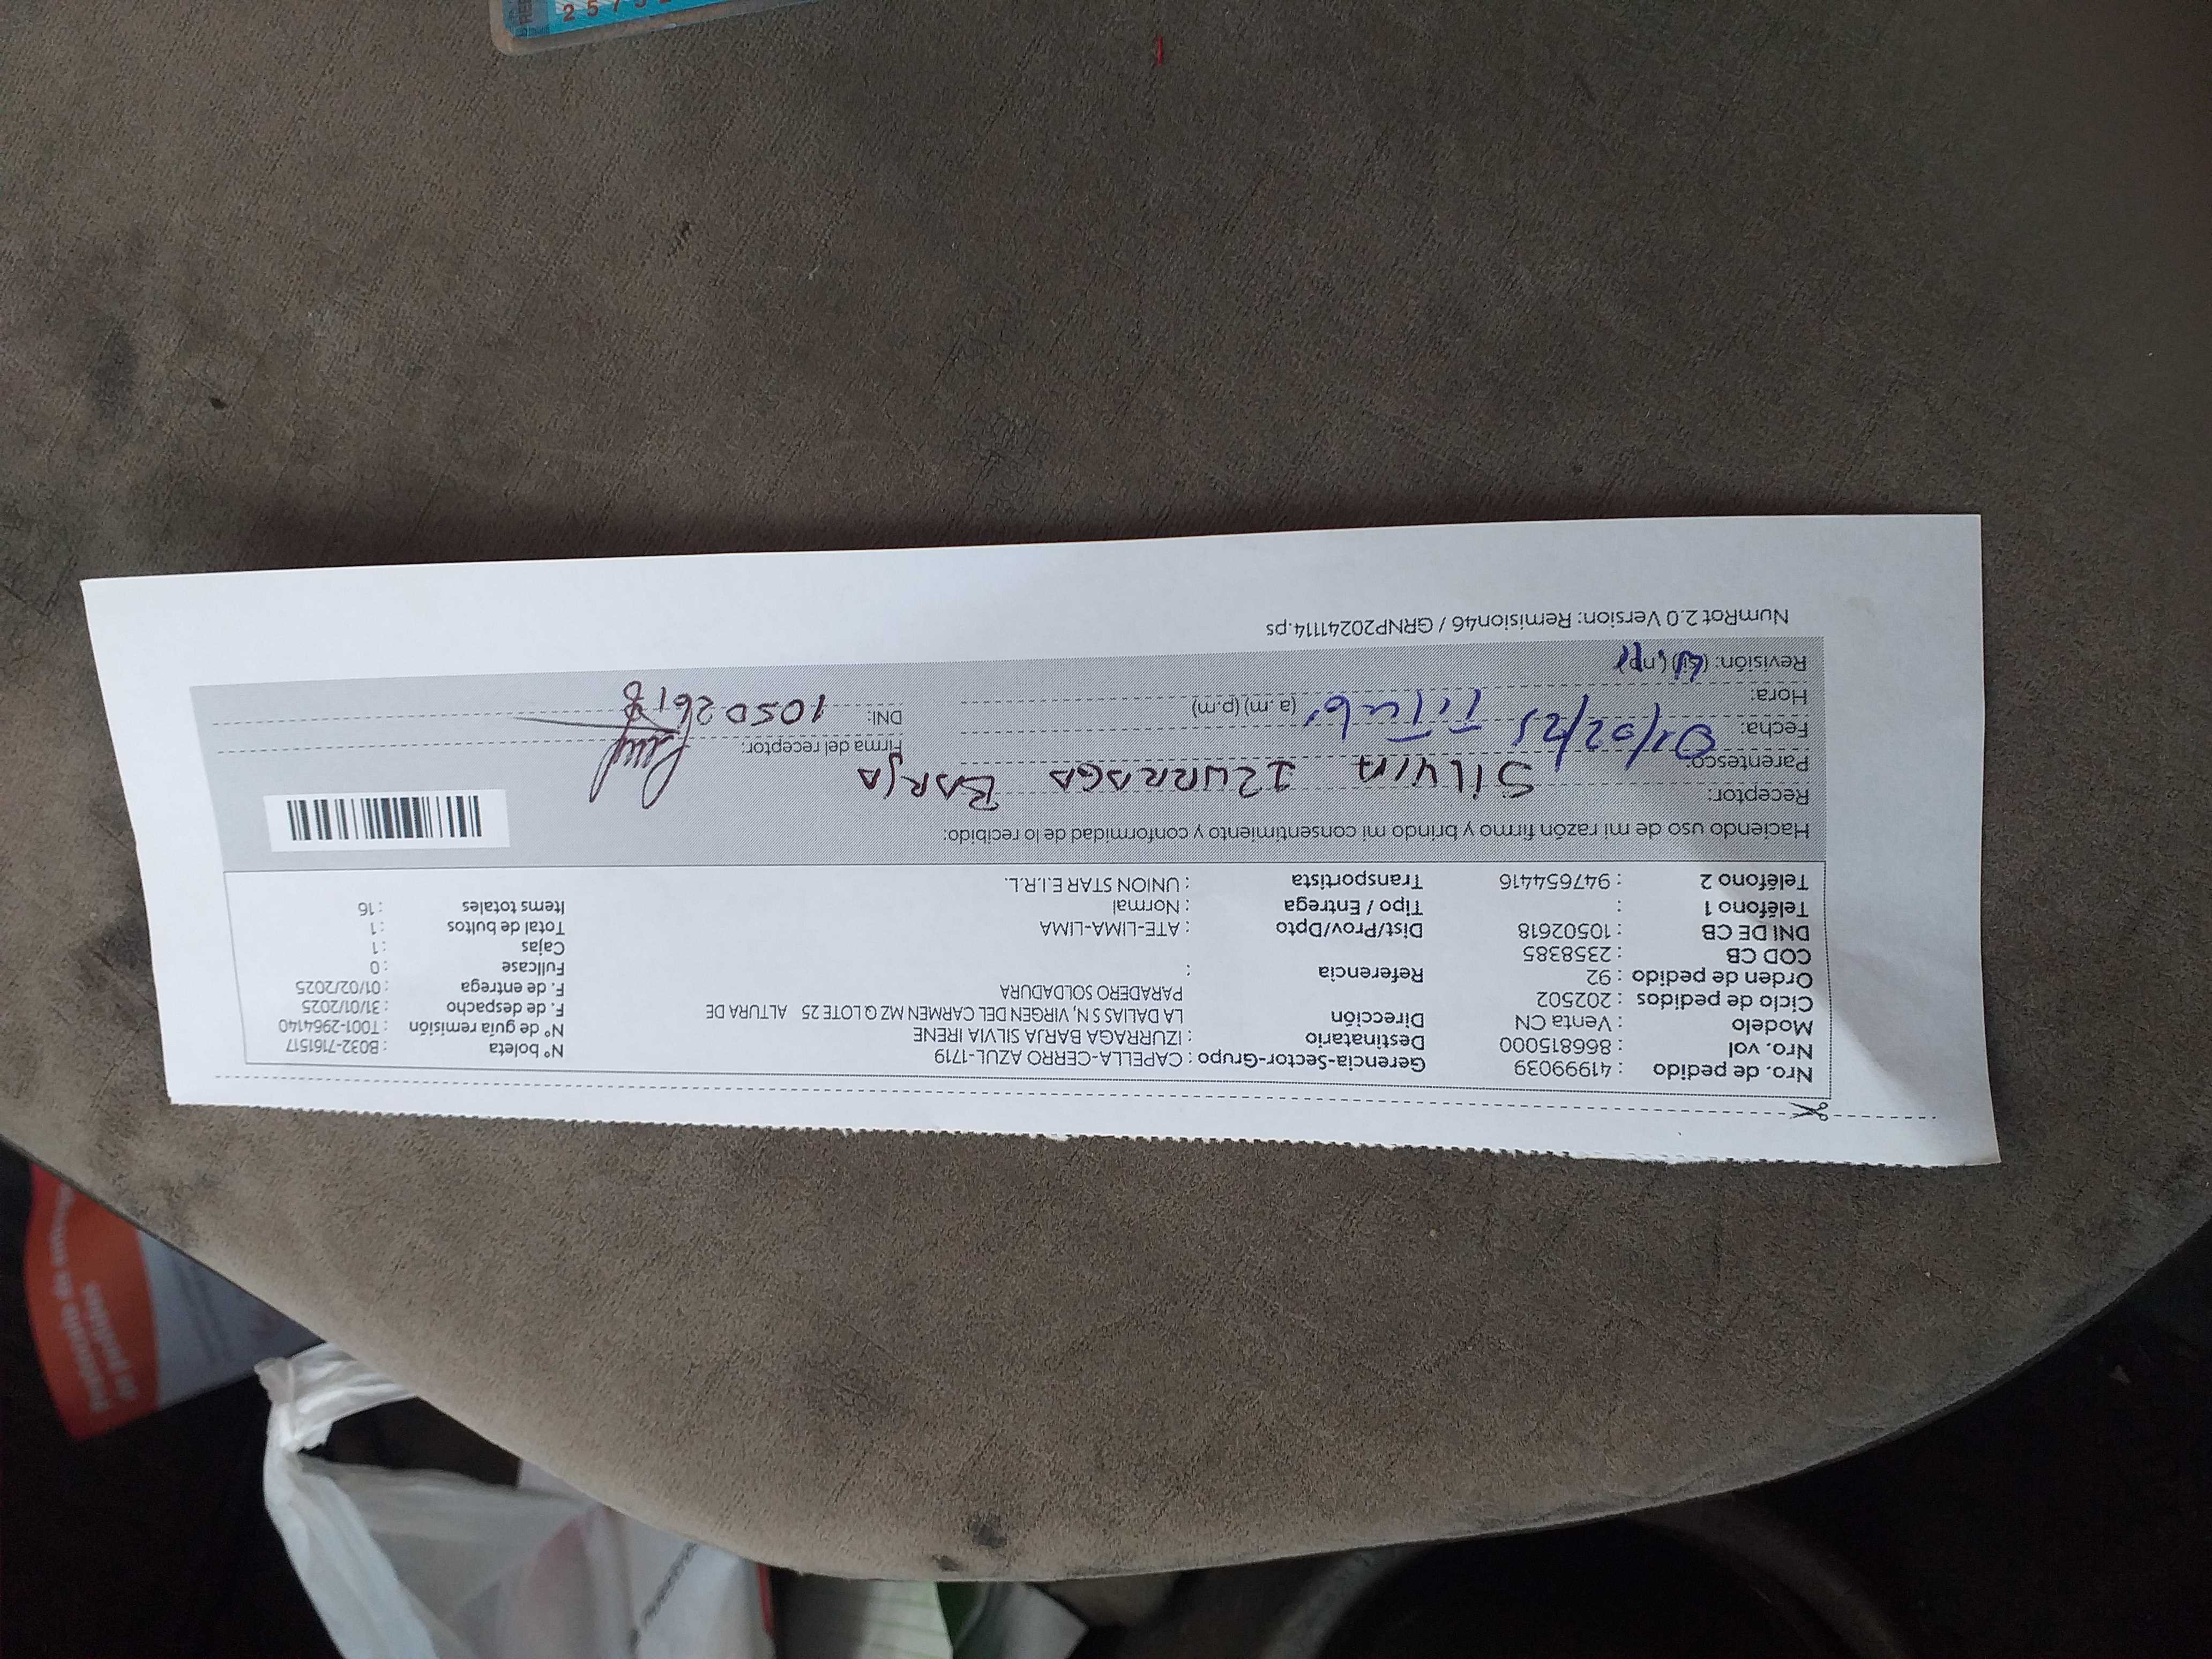 Nro. de pedido : 41999039 Gerencia-Sector-Grupo : CAPELLA-CERRO AZUL-1719 N° boleta : B032-7161517
Nro. vol : 866815000 Destinatario : IZURRAGA BARJA SILVIA IRENE N° de guía remisión : T001-2964140
Modelo : Venta CN Dirección LA DALIAS S N, VIRGEN DEL CARMEN MZ Q LOTE 25 ALTURA DE F. de despacho : 31/01/2025
Ciclo de pedidos : 202502 PARADERO SOLDADURA F. de entrega : 01/02/2025
Orden de pedido : 92 Referencia : Fullcase : 0
COD CB : 2358385 Cajas : 1
DNI DE CB : 10502618 Dist/Prov/Dpto : ATE-LIMA-LIMA Total de bultos : 1
Teléfono 1 : Tipo / Entrega : Normal Items totales : 16
Teléfono 2 : 947654416 Transportista : UNION STAR E.I.R.L.
Haciendo uso de mi razón firmo y brindo mi consentimiento y conformidad de lo recibido:
Receptor: SILVIA IZURRAGA BARJA
Parentesco: Firma del receptor:
Fecha: 01/02/25 DNI: 10502618
Hora: (a.m) (p.m)
Revisión: (si) (no)
NumRot 2.0 Version: Remision46 / GRNP20241114.ps
de pedidos